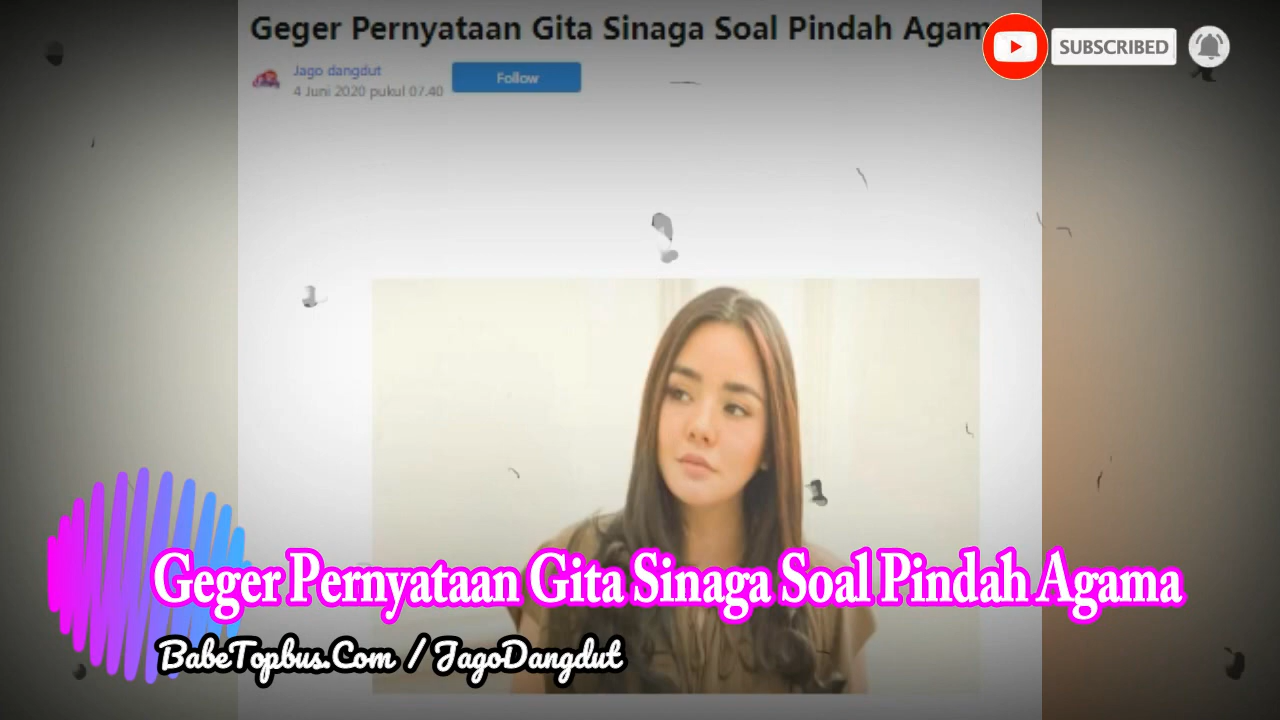 Geger Pernyataan Gita Sinaga Soal Pindah Agam
SUBSCRIBED
Jago dangdut
Follow
4 Juni 2020 pukul 07.40
Geger Pernyataan Gita Sinaga Soal Pindah Agama
BabeTopbus.Com / JagoDangdut